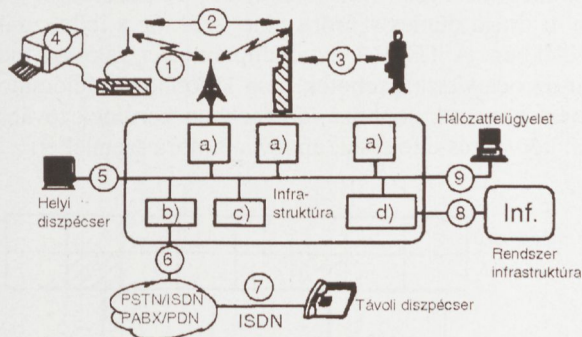 2
4
1
3
a)
a)
a)
Hálózatfelügyelet
5
9
Helyi
diszpécser
Infra-
struktúra
b)
c)
d)
8
Inf.
Rendszer
infrastruktúra
6
PSTN/ISDN
PABX/PDN
7
ISDN
Távoli diszpécser